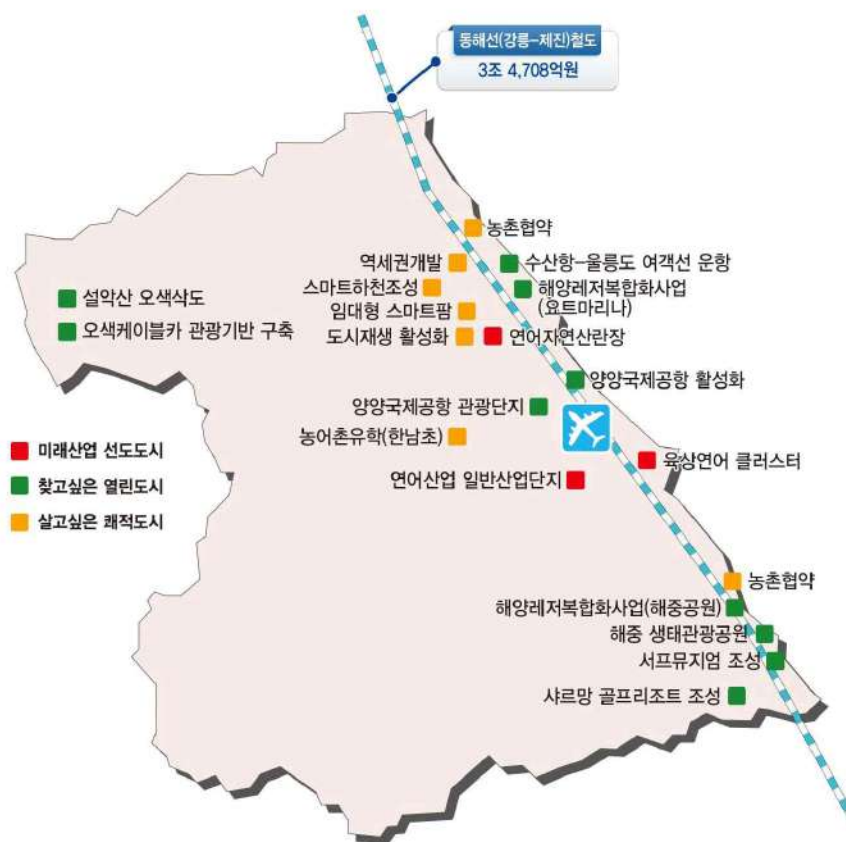 동해선(강릉-제진)철도
3조 4,708억원
농촌협약
역세권개발
수산항-울릉도 여객선 운항
스마트하천조성
해양레저복합화사업
(요트마리나)
설악산 오색삭도
임대형 스마트팜
오색케이블카 관광기반 구축
도시재생 활성화
연어자연산란장
양양국제공항 활성화
양양국제공항 관광단지
농어촌유학(한남초)
미래산업 선도도시
육상연어 클러스터
연어산업 일반산업단지
찾고싶은 열린도시
살고싶은 쾌적도시
농촌협약
해양레저복합화사업(해중공원)
해중 생태관광공원
서프뮤지엄 조성
샤르망 골프리조트 조성